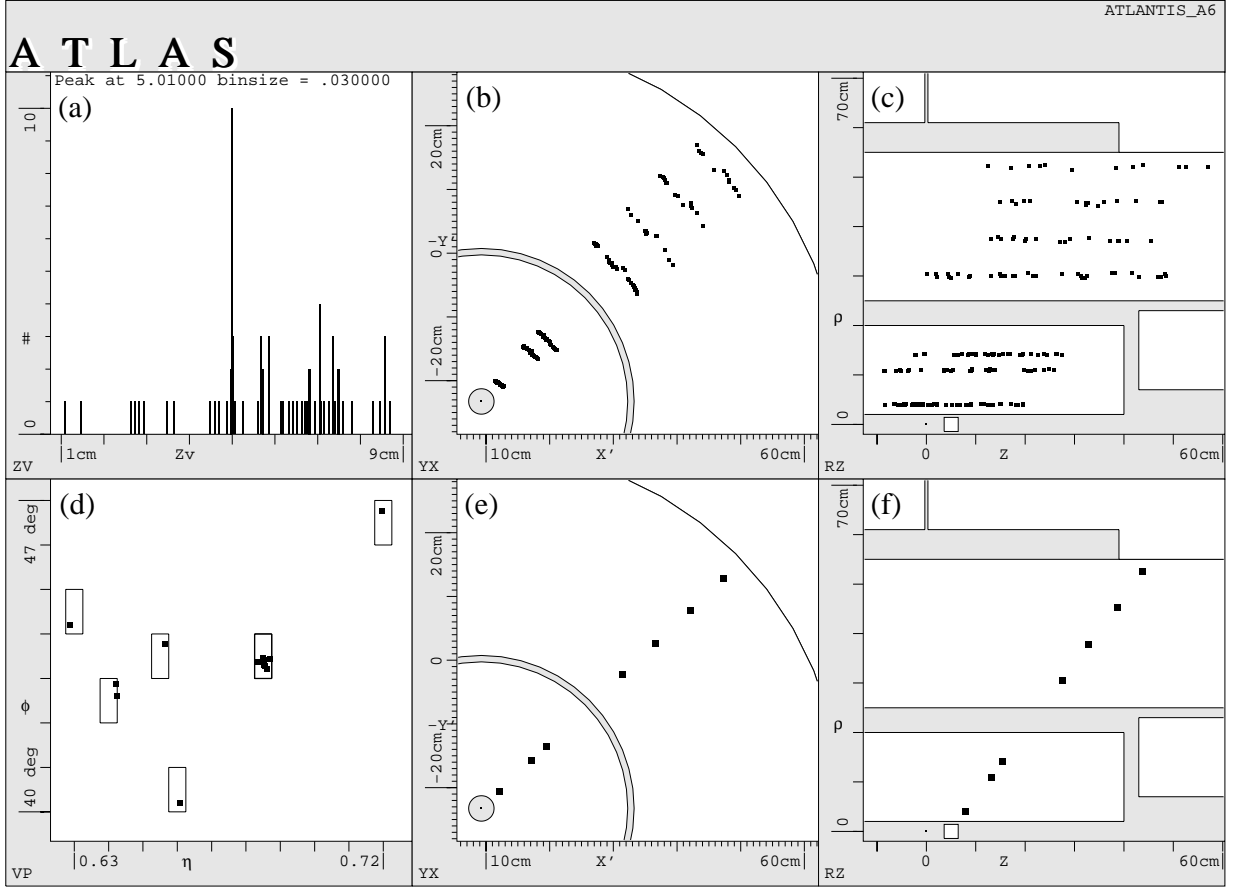 ATLANTIS_A6
A T L A S
Peak at 5.01000 binsize = .030000
(a)
10
#
0
1cm
Zv
9cm
ZV
(b)
20cm
-Y'
0
-20cm
10cm
X'
60cm
YX
(c)
70cm
ρ
0
0
Z
60cm
RZ
(d)
47 deg
ϕ
40 deg
0.63
η
0.72
VP
(e)
20cm
0
-Y'
-20cm
10cm
X'
60cm
YX
(f)
70cm
ρ
0
0
Z
60cm
RZ